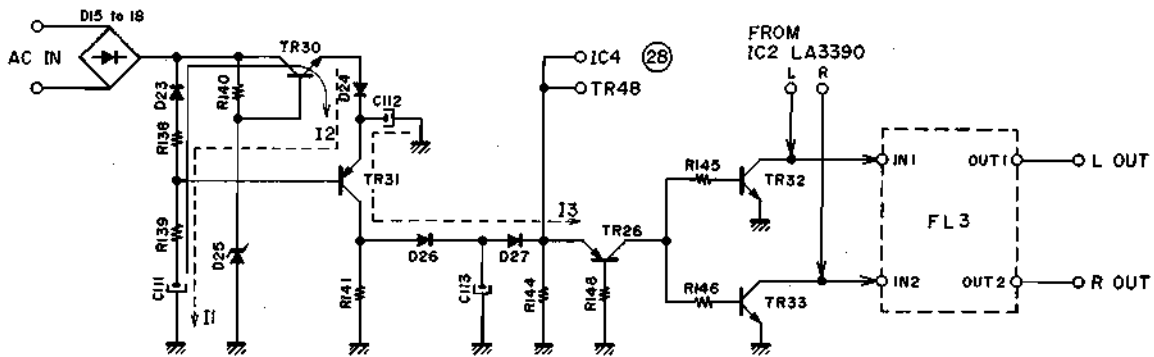 D15 to 18
AC IN
TR30
D23
R140
D24
C112
R138
I2
TR31
R139
D25
C111
I1
R141
D26
C113
D27
I3
IC4 28
TR48
R144
TR26
R148
R145
TR32
R146
TR33
FROM
IC2 LA3390
L R
IN1 OUT1
L OUT
FL3
IN2 OUT2
R OUT